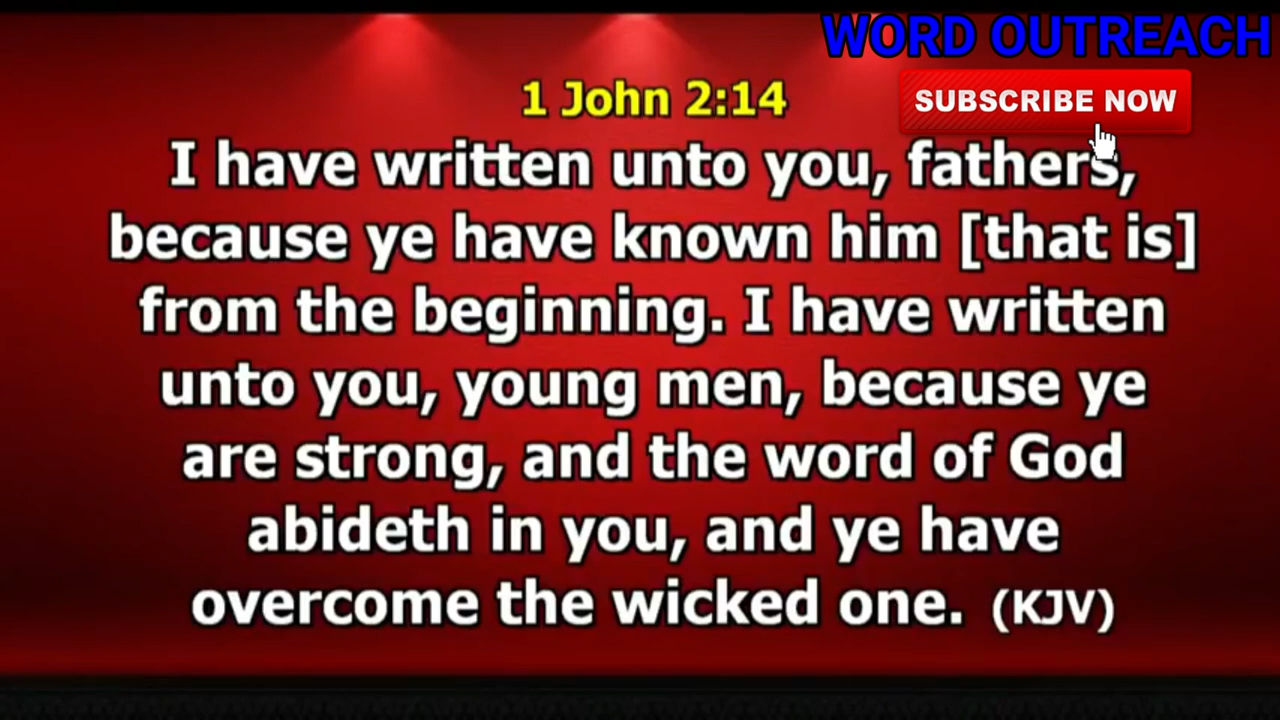 WORD OUTREACH
SUBSCRIBE NOW
1 John 2:14
I have written unto you, fathers,
because ye have known him [that is]
from the beginning. I have written
unto you, young men, because ye
are strong, and the word of God
abideth in you, and ye have
overcome the wicked one. (KJV)